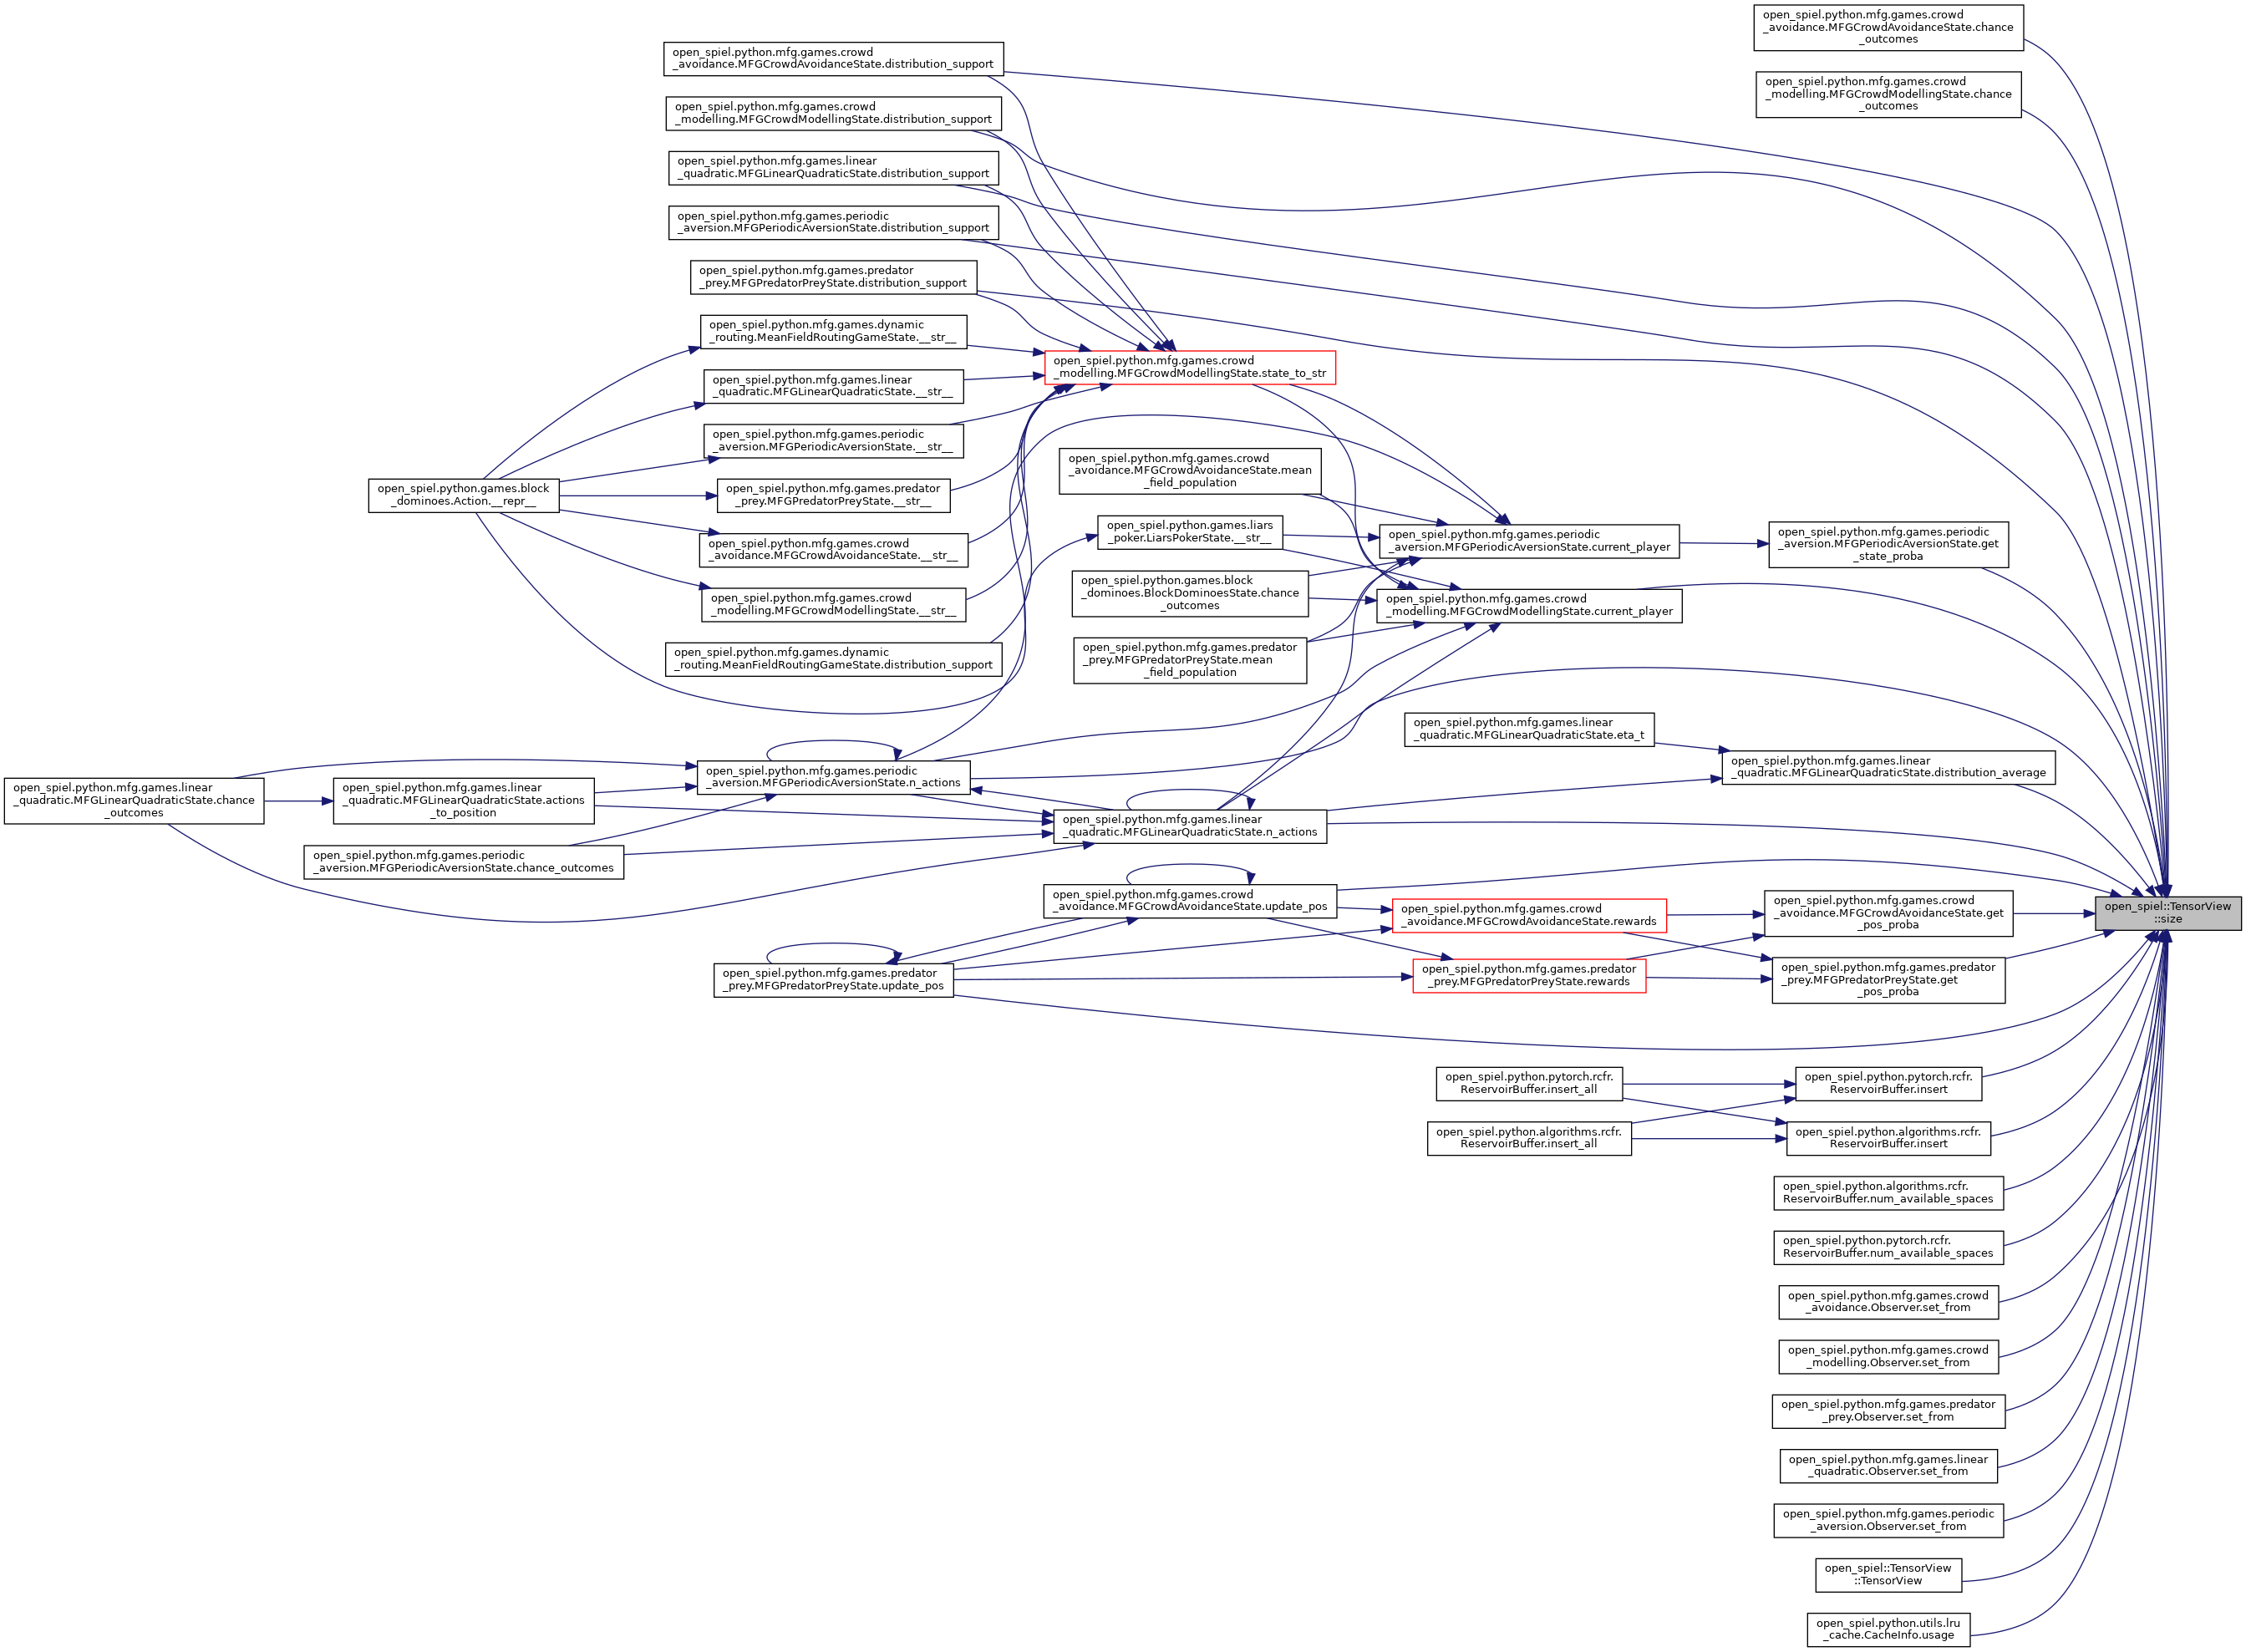 open_spiel.python.mfg.games.crowd
_avoidance.MFGCrowdAvoidanceState.chance
_outcomes
open_spiel.python.mfg.games.crowd
_avoidance.MFGCrowdAvoidanceState.distribution_support
open_spiel.python.mfg.games.crowd
_modelling.MFGCrowdModellingState.chance
_outcomes
open_spiel.python.mfg.games.crowd
_modelling.MFGCrowdModellingState.distribution_support
open_spiel.python.mfg.games.linear
_quadratic.MFGLinearQuadraticState.distribution_support
open_spiel.python.mfg.games.periodic
_aversion.MFGPeriodicAversionState.distribution_support
open_spiel.python.mfg.games.predator
_prey.MFGPredatorPreyState.distribution_support
open_spiel.python.mfg.games.dynamic
_routing.MeanFieldRoutingGameState.__str__
open_spiel.python.mfg.games.crowd
_modelling.MFGCrowdModellingState.state_to_str
open_spiel.python.mfg.games.linear
_quadratic.MFGLinearQuadraticState.__str__
open_spiel.python.mfg.games.periodic
_aversion.MFGPeriodicAversionState.__str__
open_spiel.python.mfg.games.crowd
_avoidance.MFGCrowdAvoidanceState.mean
_field_population
open_spiel.python.games.block
_dominoes.Action.__repr__
open_spiel.python.mfg.games.predator
_prey.MFGPredatorPreyState.__str__
open_spiel.python.games.liars
_poker.LiarsPokerState.__str__
open_spiel.python.mfg.games.periodic
_aversion.MFGPeriodicAversionState.current_player
open_spiel.python.mfg.games.periodic
_aversion.MFGPeriodicAversionState.get
_state_proba
open_spiel.python.mfg.games.crowd
_avoidance.MFGCrowdAvoidanceState.__str__
open_spiel.python.games.block
_dominoes.BlockDominoesState.chance
_outcomes
open_spiel.python.mfg.games.crowd
_modelling.MFGCrowdModellingState.current_player
open_spiel.python.mfg.games.crowd
_modelling.MFGCrowdModellingState.__str__
open_spiel.python.mfg.games.predator
_prey.MFGPredatorPreyState.mean
_field_population
open_spiel.python.mfg.games.dynamic
_routing.MeanFieldRoutingGameState.distribution_support
open_spiel.python.mfg.games.linear
_quadratic.MFGLinearQuadraticState.eta_t
open_spiel.python.mfg.games.linear
_quadratic.MFGLinearQuadraticState.distribution_average
open_spiel.python.mfg.games.periodic
_aversion.MFGPeriodicAversionState.n_actions
open_spiel.python.mfg.games.linear
_quadratic.MFGLinearQuadraticState.chance
_outcomes
open_spiel.python.mfg.games.linear
_quadratic.MFGLinearQuadraticState.actions
_to_position
open_spiel.python.mfg.games.linear
_quadratic.MFGLinearQuadraticState.n_actions
open_spiel.python.mfg.games.periodic
_aversion.MFGPeriodicAversionState.chance_outcomes
open_spiel.python.mfg.games.crowd
_avoidance.MFGCrowdAvoidanceState.update_pos
open_spiel.python.mfg.games.crowd
_avoidance.MFGCrowdAvoidanceState.rewards
open_spiel.python.mfg.games.crowd
_avoidance.MFGCrowdAvoidanceState.get
_pos_proba
open_spiel::TensorView
::size
open_spiel.python.mfg.games.predator
_prey.MFGPredatorPreyState.update_pos
open_spiel.python.mfg.games.predator
_prey.MFGPredatorPreyState.rewards
open_spiel.python.mfg.games.predator
_prey.MFGPredatorPreyState.get
_pos_proba
open_spiel.python.pytorch.rcfr.
ReservoirBuffer.insert_all
open_spiel.python.pytorch.rcfr.
ReservoirBuffer.insert
open_spiel.python.algorithms.rcfr.
ReservoirBuffer.insert_all
open_spiel.python.algorithms.rcfr.
ReservoirBuffer.insert
open_spiel.python.algorithms.rcfr.
ReservoirBuffer.num_available_spaces
open_spiel.python.pytorch.rcfr.
ReservoirBuffer.num_available_spaces
open_spiel.python.mfg.games.crowd
_avoidance.Observer.set_from
open_spiel.python.mfg.games.crowd
_modelling.Observer.set_from
open_spiel.python.mfg.games.predator
_prey.Observer.set_from
open_spiel.python.mfg.games.linear
_quadratic.Observer.set_from
open_spiel.python.mfg.games.periodic
_aversion.Observer.set_from
open_spiel::TensorView
::TensorView
open_spiel.python.utils.lru
_cache.CacheInfo.usage